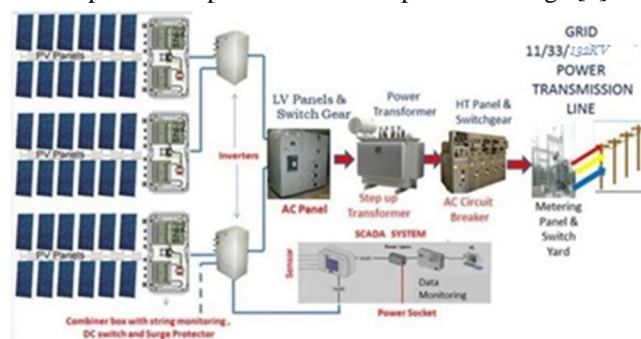 GRID
11/33/132KV
POWER
TRANSMISSION
LINE
PV Panels
PV Panels
PV Panels
Inverters
LV Panels &
Switch Gear
AC Panel
Power
Transformer
Step up
Transformer
HT Panel &
Switchgear
AC Circuit
Breaker
Metering
Panel &
Switch
Yard
SCADA SYSTEM
Sensor
Data
Monitoring
Power Socket
Combiner box with string monitoring ,
DC switch and Surge Protector